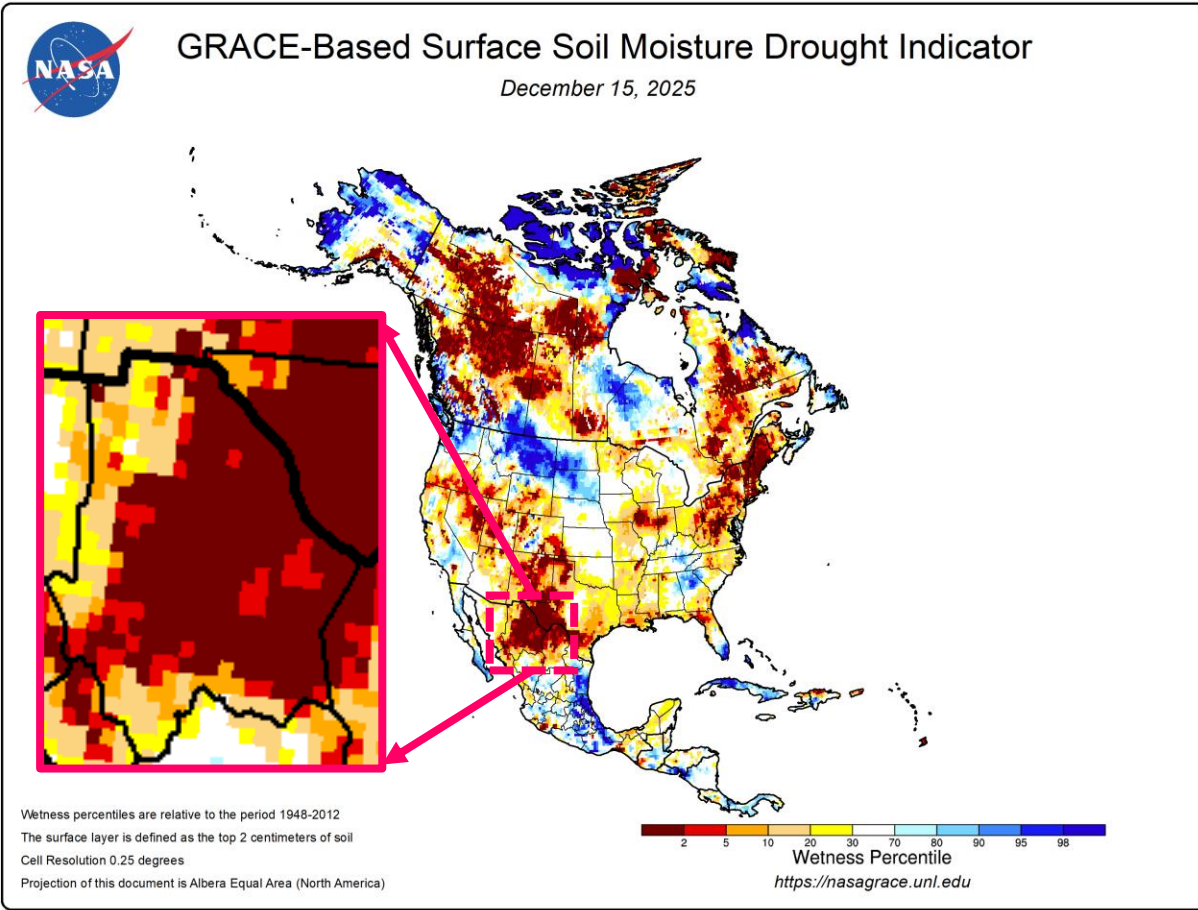 NASA
GRACE-Based Surface Soil Moisture Drought Indicator
December 15, 2025
Wetness percentiles are relative to the period 1948-2012
The surface layer is defined as the top 2 centimeters of soil
Cell Resolution 0.25 degrees
Projection of this document is Albera Equal Area (North America)
2 5 10 20 30 70 80 90 95 98
Wetness Percentile
https://nasagrace.unl.edu